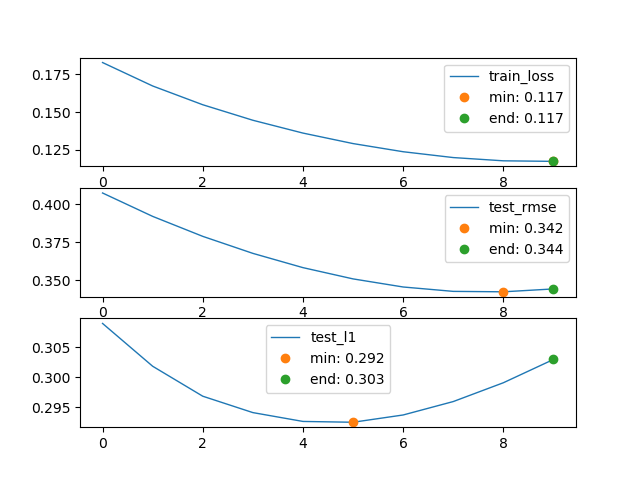 0.175
0.150
0.125
train_loss
min: 0.117
end: 0.117
0 2 4 6 8
0.400
0.375
0.350
test_rmse
min: 0.342
end: 0.344
0 2 4 6 8
0.305
0.300
0.295
test_l1
min: 0.292
end: 0.303
0 2 4 6 8